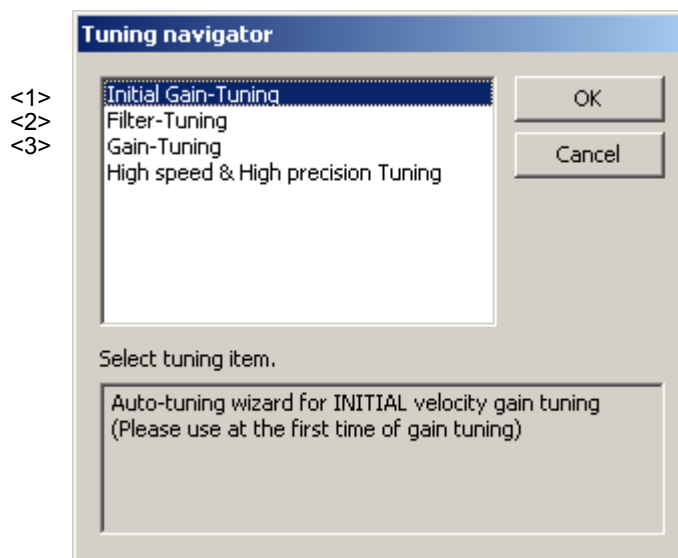 Tuning navigator
<1> Initial Gain-Tuning
<2> Filter-Tuning
<3> Gain-Tuning
High speed & High precision Tuning
OK
Cancel
Select tuning item.
Auto-tuning wizard for INITIAL velocity gain tuning
(Please use at the first time of gain tuning)